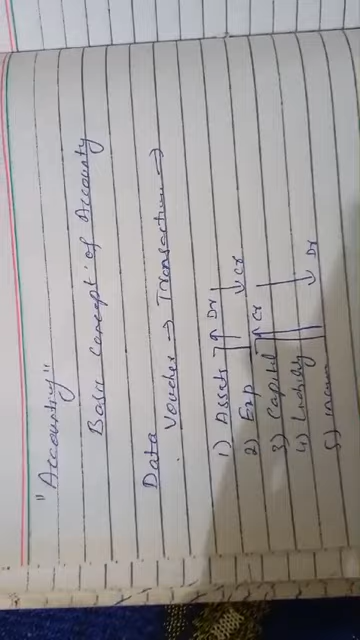 "Accounting"
Basic Concept of Accounting
Data
Voucher → Transaction →
1) Assets ↑ Dr
2) Exp ↓ Cr
3) Capital ↑ Cr
4) Liability
5) Income ↓ Dr